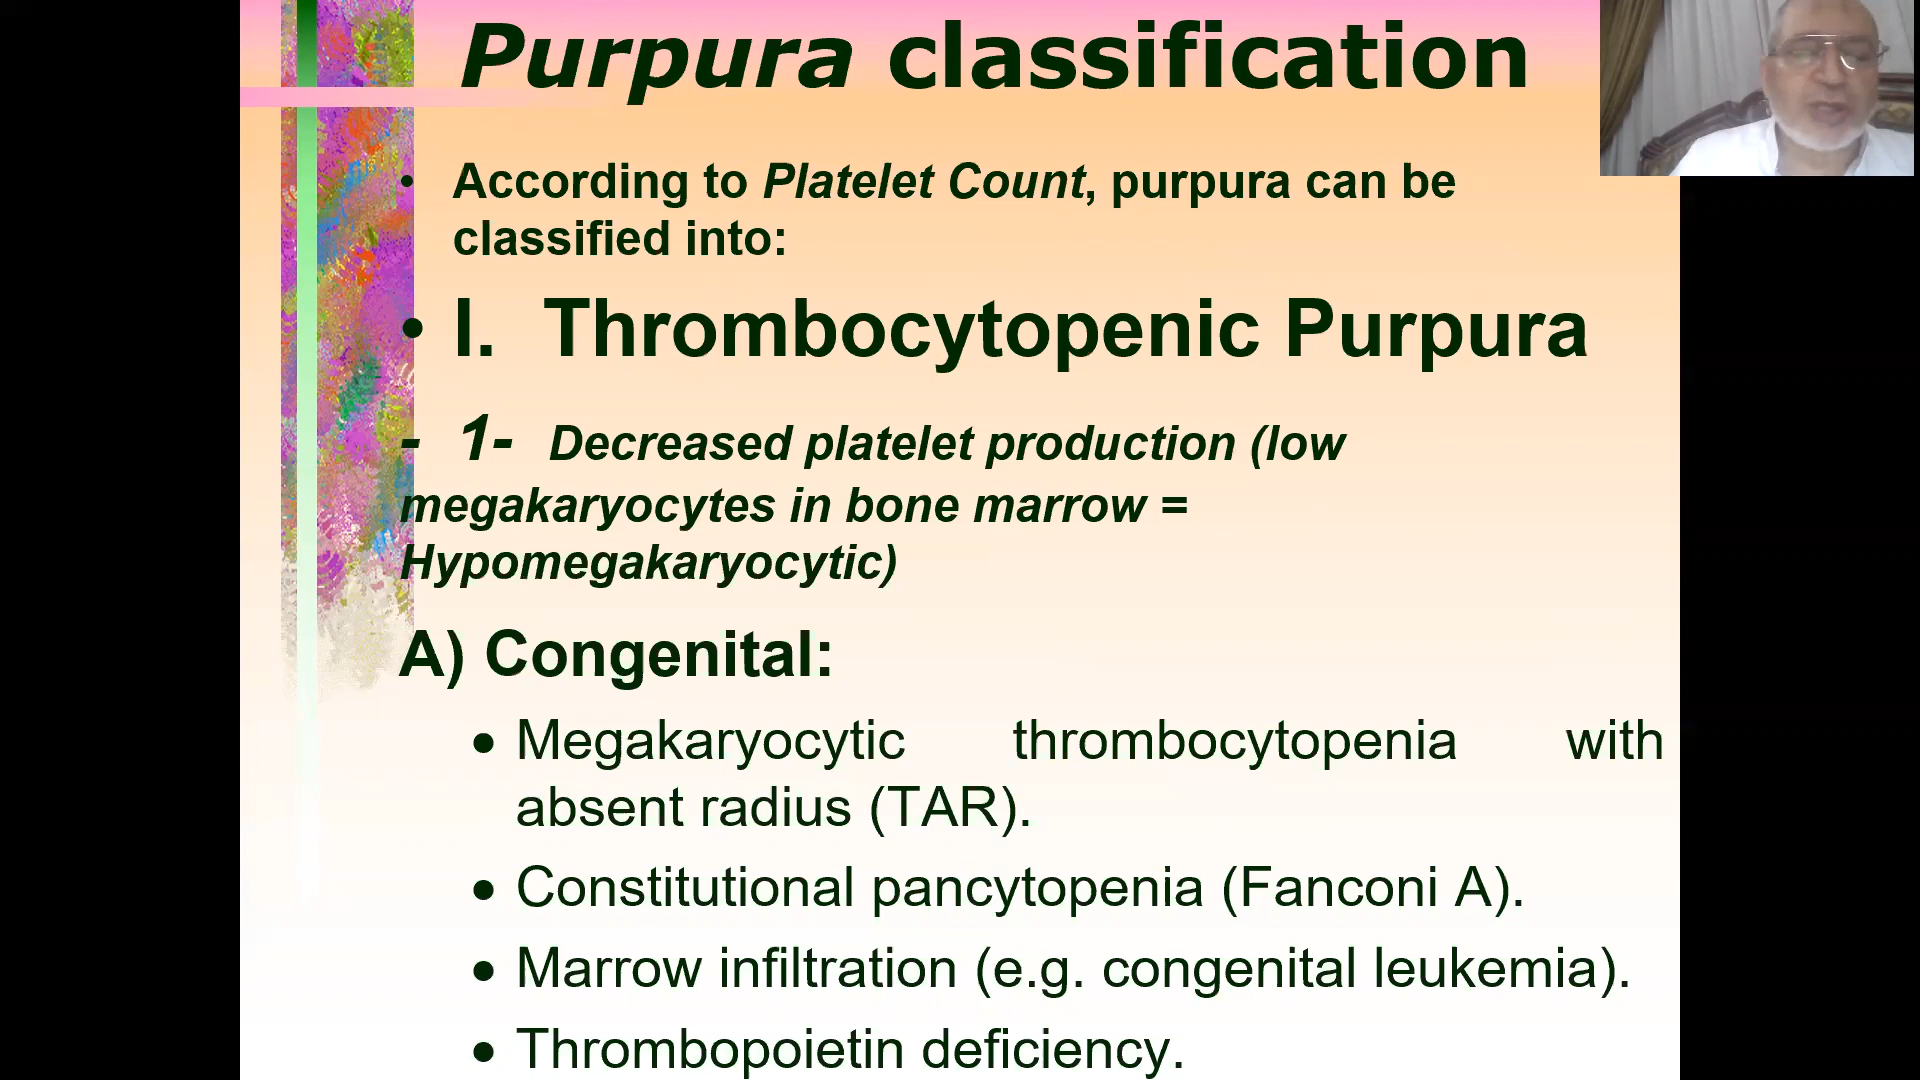 Purpura classification
• According to Platelet Count, purpura can be
classified into:
• I. Thrombocytopenic Purpura
- 1- Decreased platelet production (low
megakaryocytes in bone marrow =
Hypomegakaryocytic)
A) Congenital:
• Megakaryocytic thrombocytopenia with
absent radius (TAR).
• Constitutional pancytopenia (Fanconi A).
• Marrow infiltration (e.g. congenital leukemia).
• Thrombopoietin deficiency.